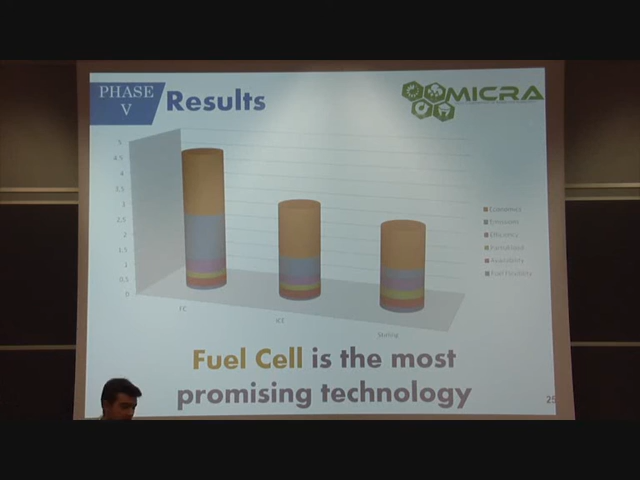 PHASE
V
Results
MICRA
5
4.5
4
3.5
3
2.5
2
1.5
1
0.5
0
FC
ICE
Stirling
Economics
Emissions
Efficiency
Availability
Fuel Flexibility
Fuel Cell is the most
promising technology
25